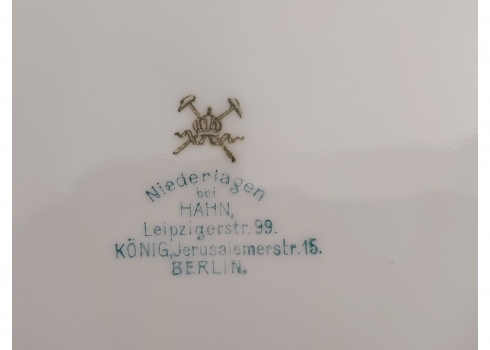 Niederlagen
bei
HAHN,
Leipzigerstr. 99.
KÖNIG, Jerusalemerstr. 15.
BERLIN.